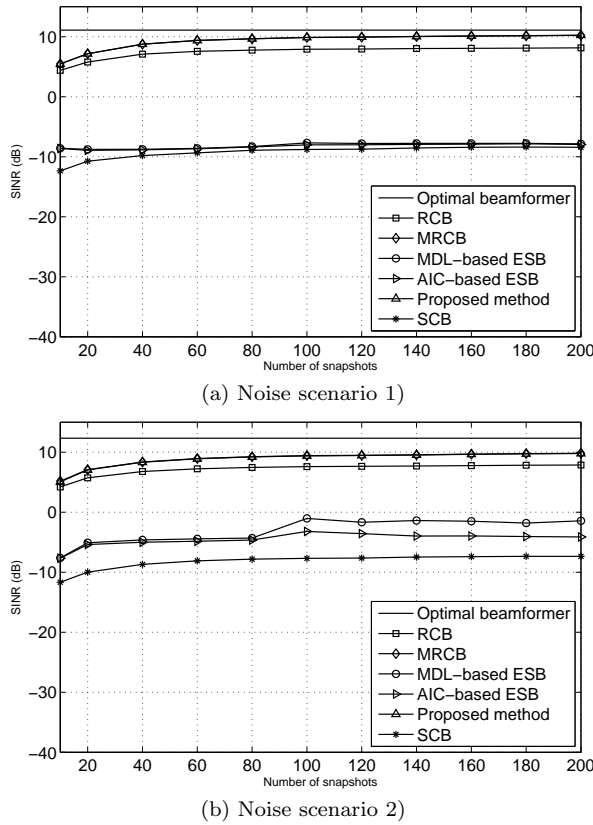 10
0
−10
−20
−30
−40
SINR (dB)
20 40 60 80 100 120 140 160 180 200
Number of snapshots
Optimal beamformer
RCB
MRCB
MDL−based ESB
AIC−based ESB
Proposed method
SCB
(a) Noise scenario 1)
10
0
−10
−20
−30
−40
SINR (dB)
20 40 60 80 100 120 140 160 180 200
Number of snapshots
Optimal beamformer
RCB
MRCB
MDL−based ESB
AIC−based ESB
Proposed method
SCB
(b) Noise scenario 2)